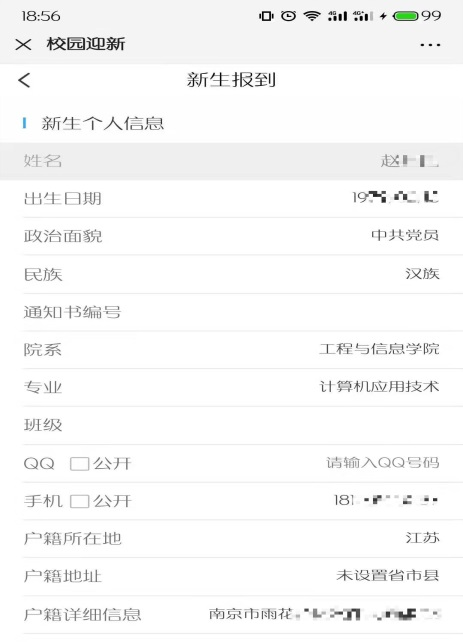 18:56 4G 4G 99
校园迎新
新生报到
新生个人信息
姓名 赵
出生日期 19
政治面貌 中共党员
民族 汉族
通知书编号
院系 工程与信息学院
专业 计算机应用技术
班级
QQ 公开 请输入QQ号码
手机 公开 181
户籍所在地 江苏
户籍地址 未设置省市县
户籍详细信息 南京市雨花